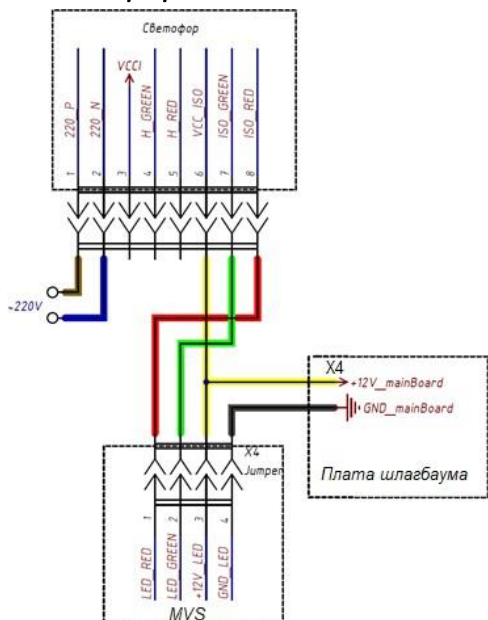 Светофор
VCCI
220_P
220_N
H_GREEN
H_RED
VCC_ISO
ISO_GREEN
ISO_RED
1
2
3
4
5
6
7
8
~220V
X4
+12V_mainBoard
GND_mainBoard
Плата шлагбаума
X4
Jumper
1
2
3
4
LED_RED
LED_GREEN
+12V_LED
GND_LED
MVS